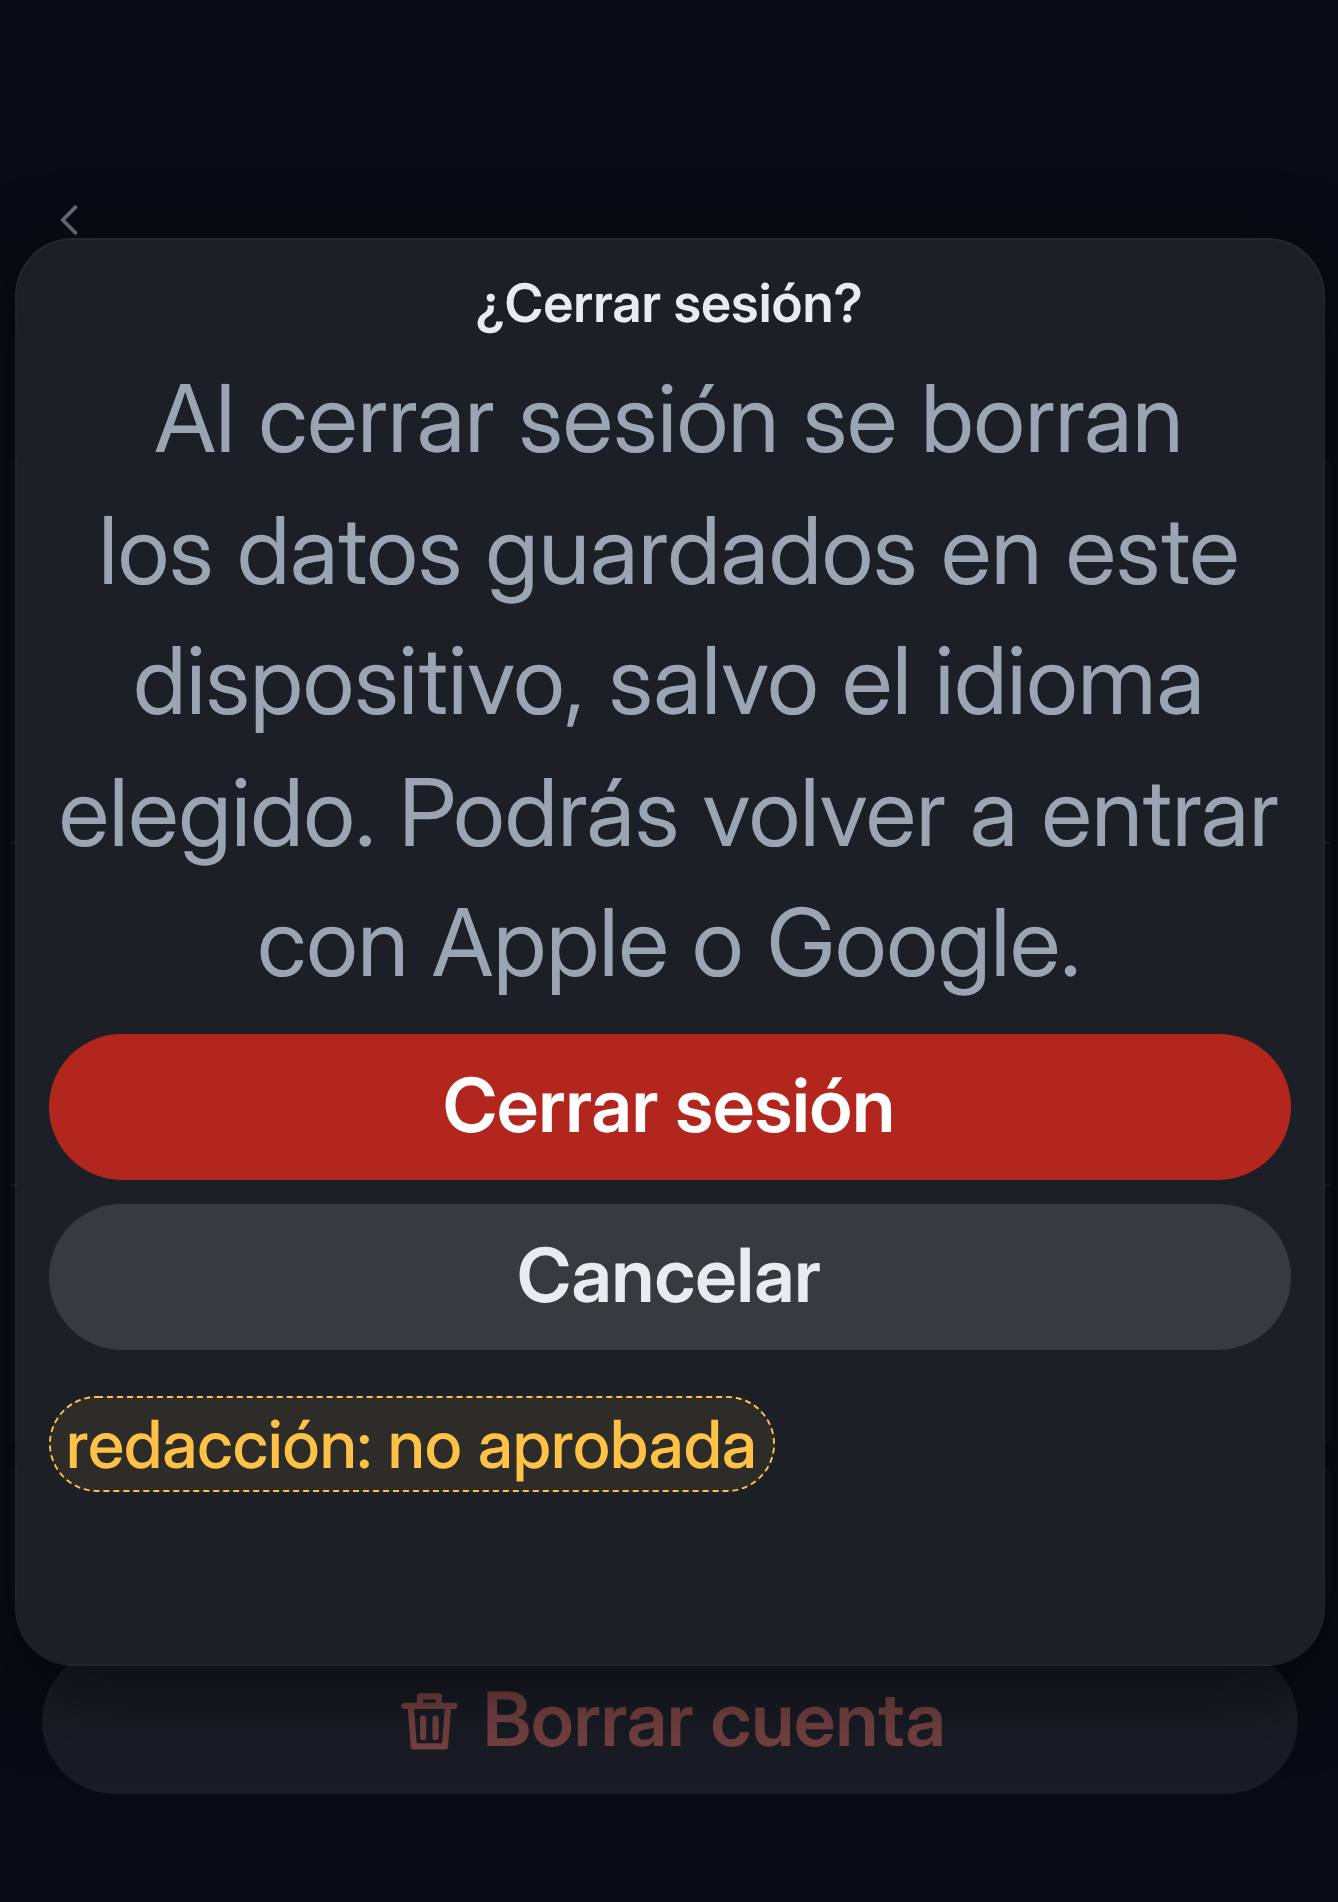 ¿Cerrar sesión?
Al cerrar sesión se borran
los datos guardados en este
dispositivo, salvo el idioma
elegido. Podrás volver a entrar
con Apple o Google.
Cerrar sesión
Cancelar
redacción: no aprobada
Borrar cuenta